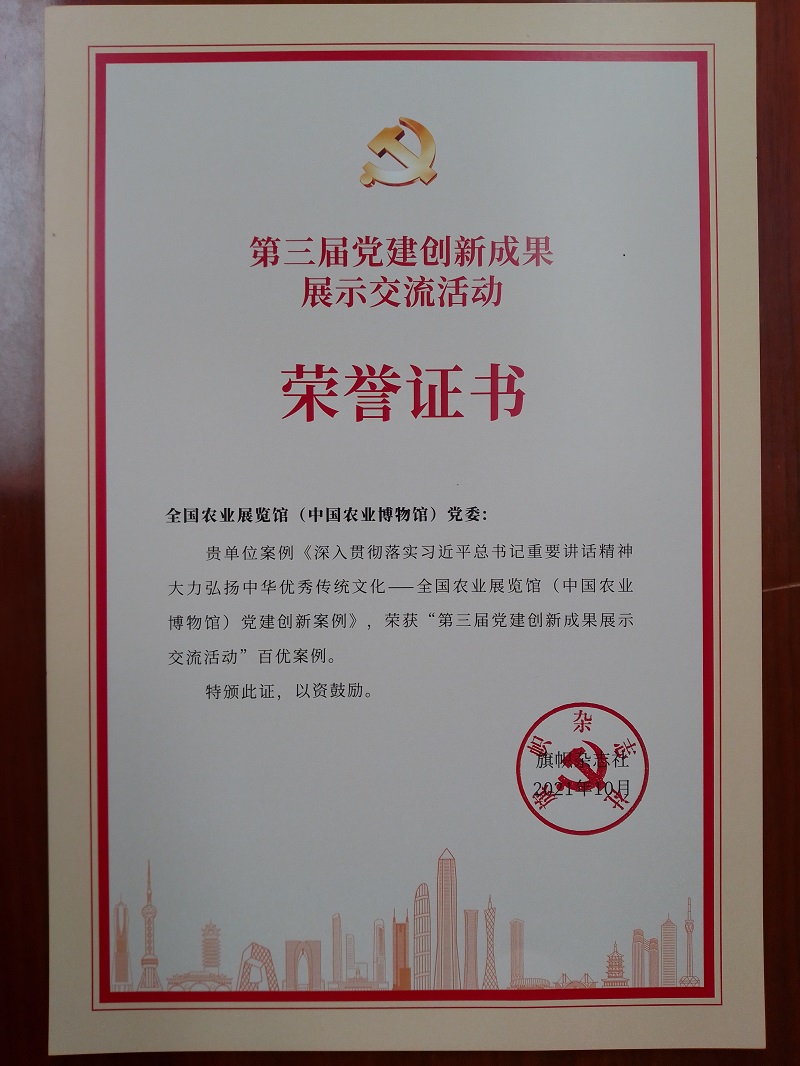 第三届党建创新成果
展示交流活动
荣誉证书
全国农业展览馆（中国农业博物馆）党委：
贵单位案例《深入贯彻落实习近平总书记重要讲话精神
大力弘扬中华优秀传统文化——全国农业展览馆（中国农业
博物馆）党建创新案例》，荣获“第三届党建创新成果展示
交流活动”百优案例。
特颁此证，以资鼓励。
旗帜杂志社
旗帜杂志社
2021年10月